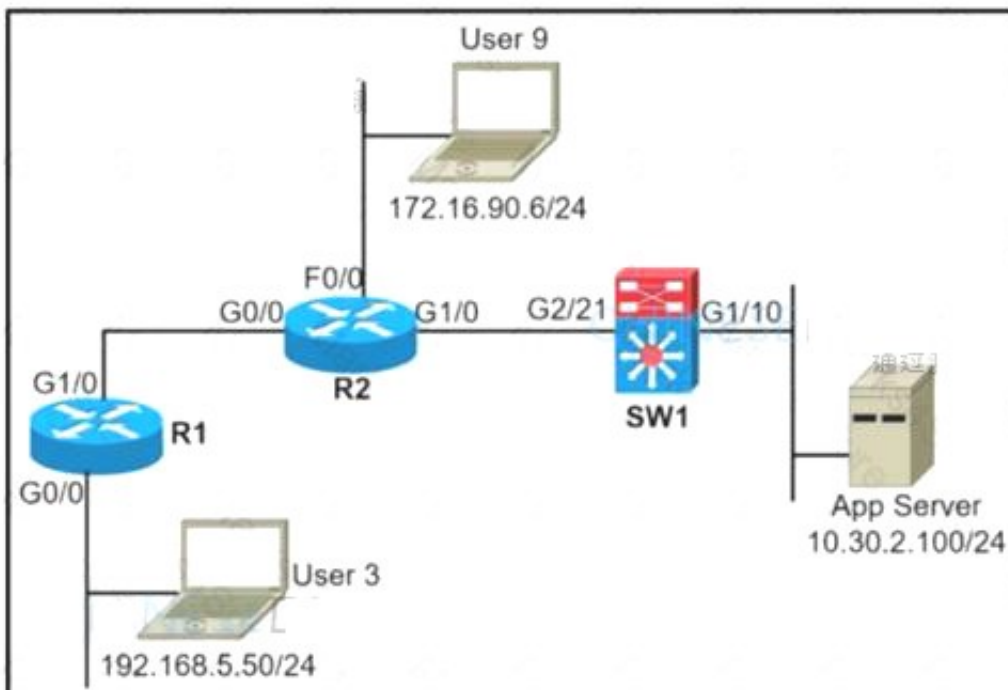 User 9
172.16.90.6/24
F0/0
G0/0
G1/0
G2/21
G1/10
R2
SW1
G1/0
R1
G0/0
App Server
10.30.2.100/24
User 3
192.168.5.50/24